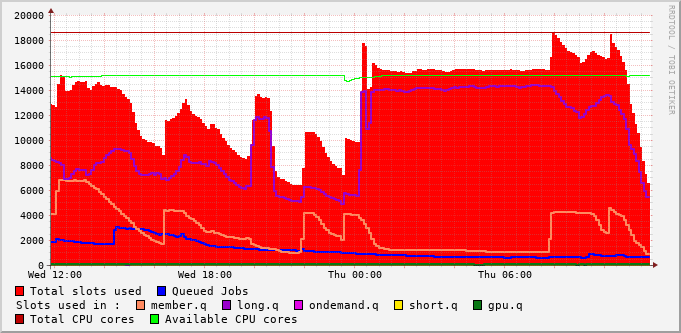 20000
18000
16000
14000
12000
10000
8000
6000
4000
2000
0
Wed 12:00 Wed 18:00 Thu 00:00 Thu 06:00
Total slots used Queued Jobs
Slots used in : member.q long.q ondemand.q short.q gpu.q
Total CPU cores Available CPU cores
RRDTOOL / TOBI OETIKER